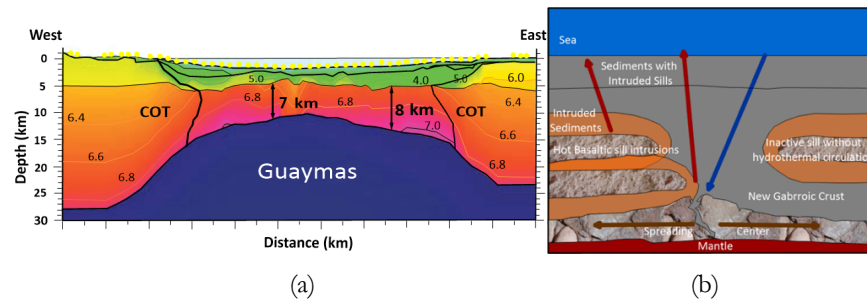 West
East
0
5
10
15
20
25
30
Depth (km)
5.0
4.0
5.0
6.0
COT
7 km
6.8
6.8
8 km
COT
6.4
6.6
6.8
7.0
6.4
6.6
6.8
Guaymas
Distance (km)
(a)
Sea
Sediments with
Intruded Sills
Intruded
Sediments
Hot Basaltic sill intrusions
Inactive sill without
hydrothermal circulation
New Gabrroic Crust
Spreading
Center
Mantle
(b)